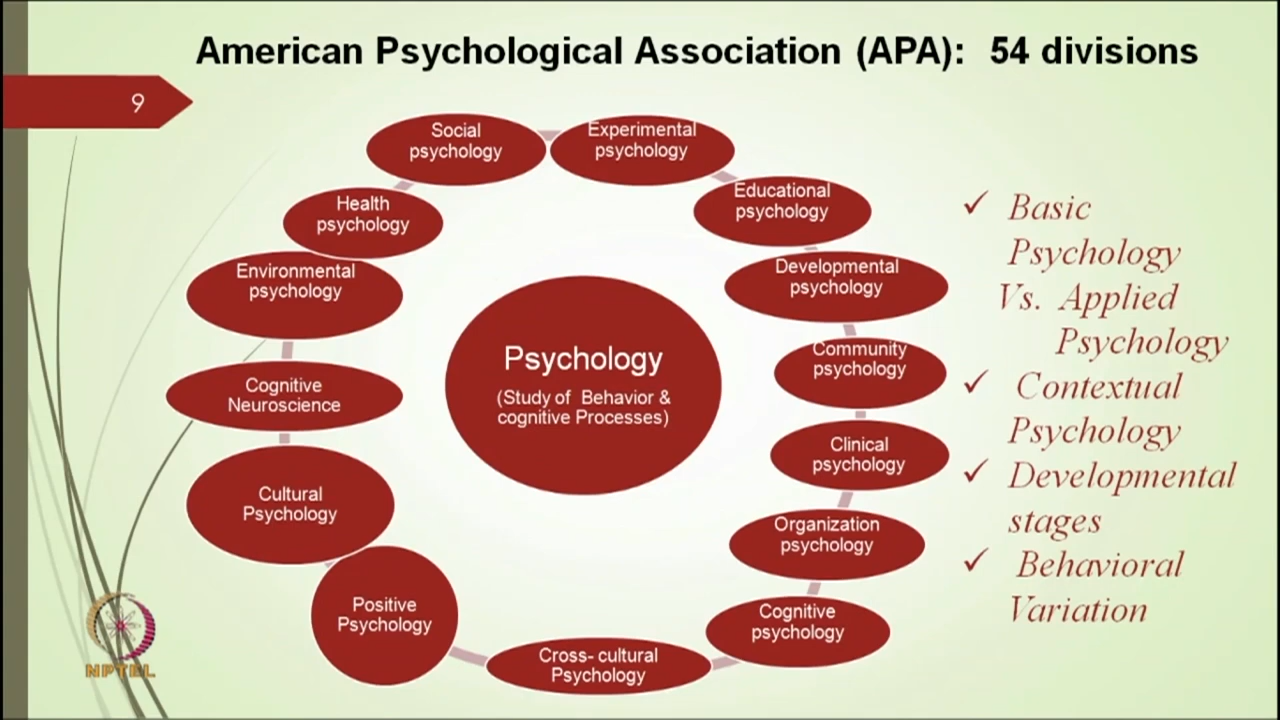 American Psychological Association (APA): 54 divisions
9
Social
psychology
Experimental
psychology
Educational
psychology
Developmental
psychology
Community
psychology
Clinical
psychology
Organization
psychology
Cognitive
psychology
Cross- cultural
Psychology
Positive
Psychology
Cultural
Psychology
Cognitive
Neuroscience
Environmental
psychology
Health
psychology
Psychology
(Study of Behavior &
cognitive Processes)
✓ Basic
Psychology
Vs. Applied
Psychology
✓ Contextual
Psychology
✓ Developmental
stages
✓ Behavioral
Variation
NPTEL